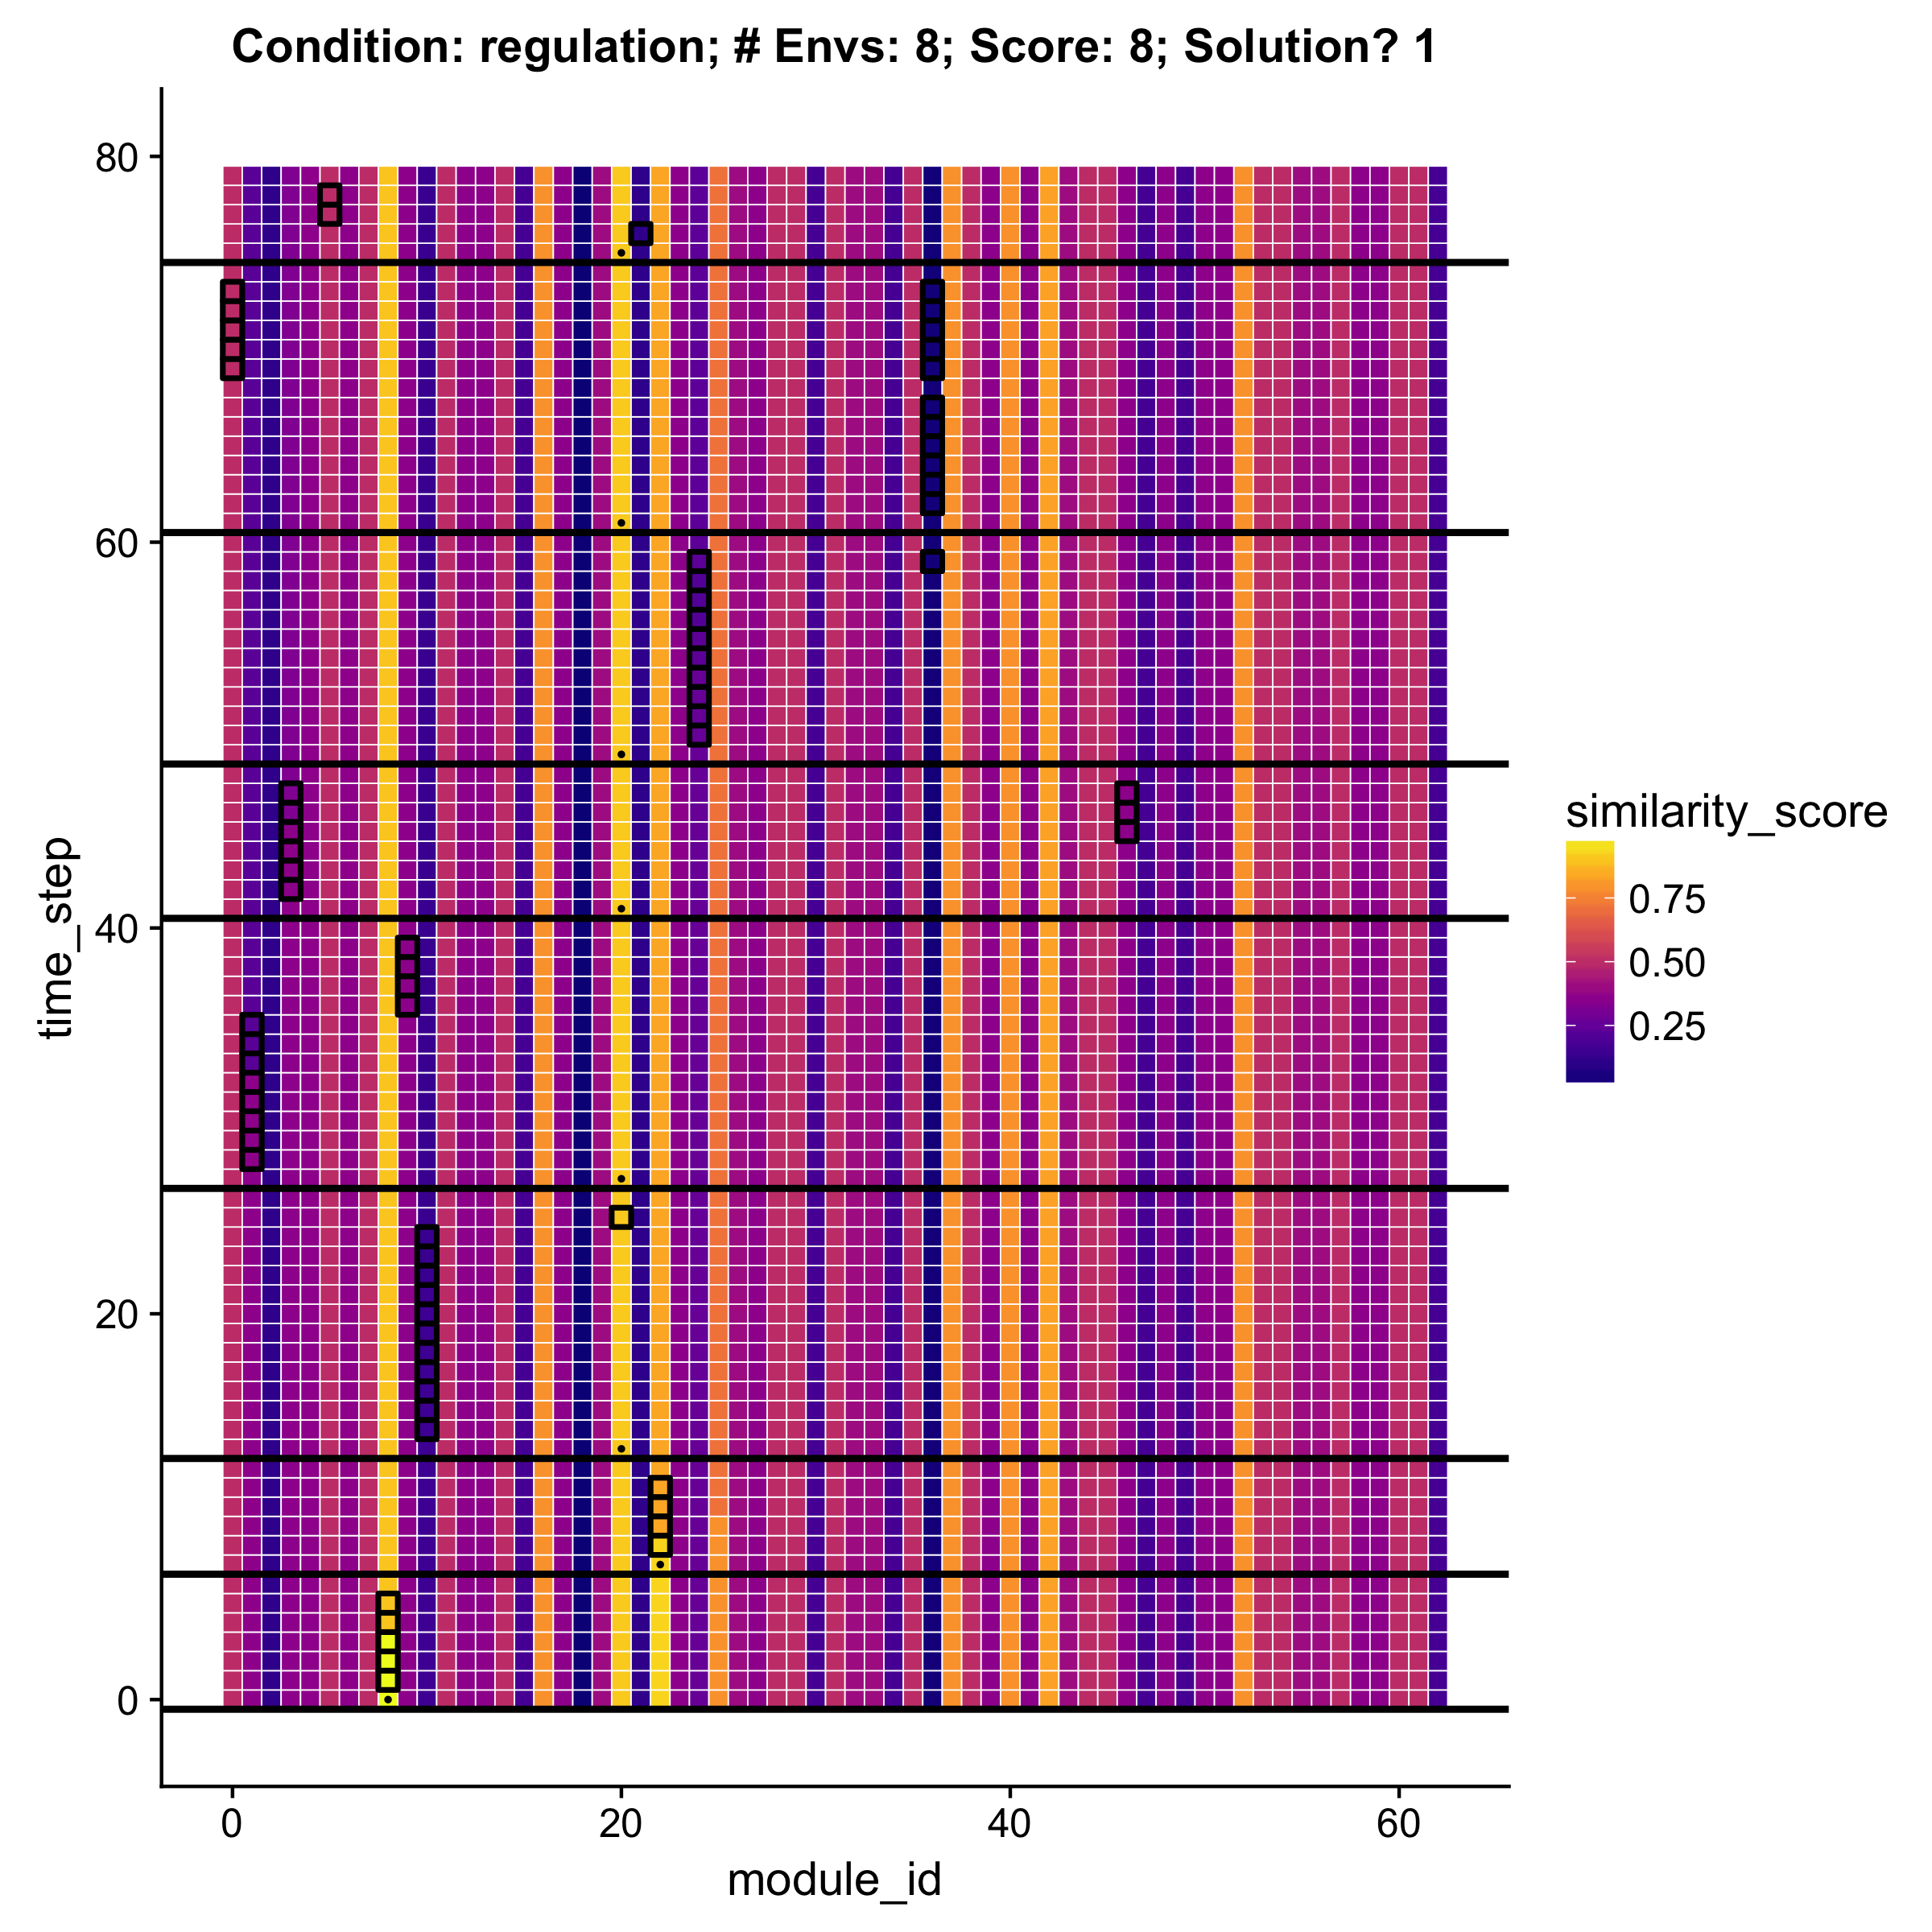 Condition: regulation; # Envs: 8; Score: 8; Solution? 1
80
60
40
20
0
time_step
0 20 40 60
module_id
similarity_score
0.75
0.50
0.25